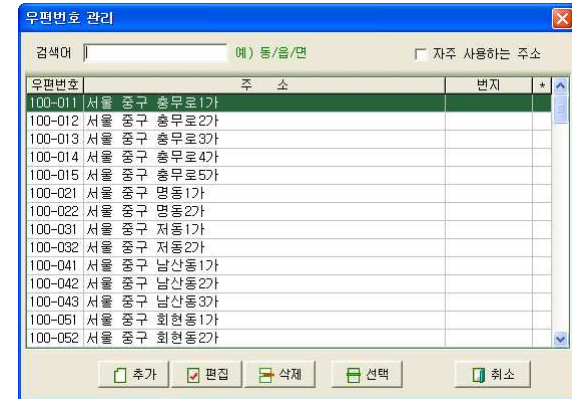 우편번호 관리
검색어 예) 동/읍/면 자주 사용하는 주소
우편번호 주 소 번지 *
100-011 서울 중구 충무로1가
100-012 서울 중구 충무로2가
100-013 서울 중구 충무로3가
100-014 서울 중구 충무로4가
100-015 서울 중구 충무로5가
100-021 서울 중구 명동1가
100-022 서울 중구 명동2가
100-031 서울 중구 저동1가
100-032 서울 중구 저동2가
100-041 서울 중구 남산동1가
100-042 서울 중구 남산동2가
100-043 서울 중구 남산동3가
100-051 서울 중구 회현동1가
100-052 서울 중구 회현동2가
추가 편집 삭제 선택 취소